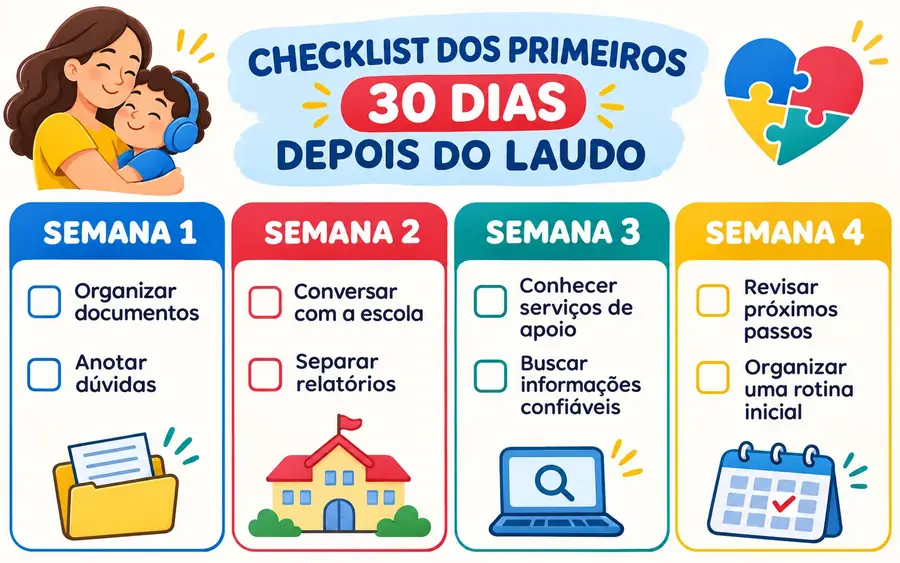 CHECKLIST DOS PRIMEIROS
30 DIAS
DEPOIS DO LAUDO
SEMANA 1
Organizar
documentos
Anotar
dúvidas
SEMANA 2
Conversar
com a escola
Separar
relatórios
SEMANA 3
Conhecer
serviços de
apoio
Buscar
informações
confiáveis
SEMANA 4
Revisar
próximos
passos
Organizar
uma rotina
inicial